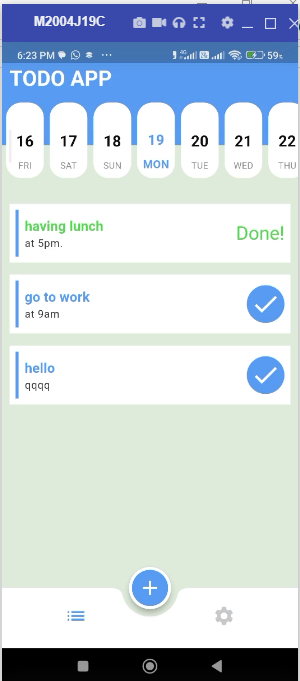 M2004J19C
6:23 PM
59%
TODO APP
16 17 18 19 20 21 22
FRI SAT SUN MON TUE WED THU
having lunch
at 5pm.
Done!
go to work
at 9am
hello
qqqq